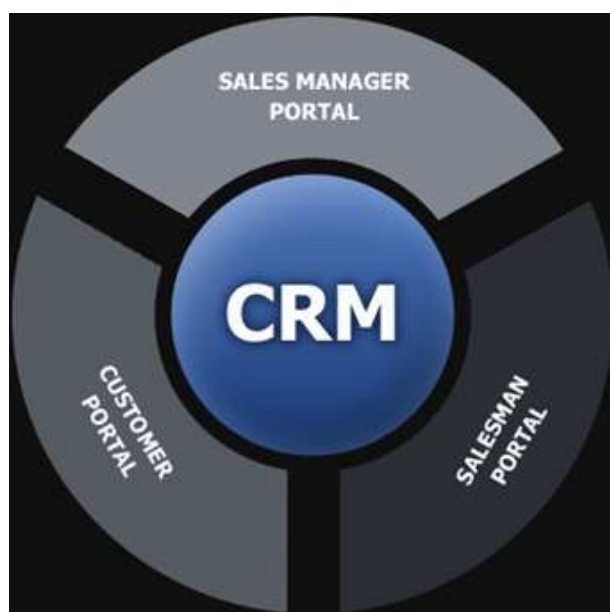 SALES MANAGER
PORTAL
CRM
CUSTOMER
PORTAL
SALESMAN
PORTAL